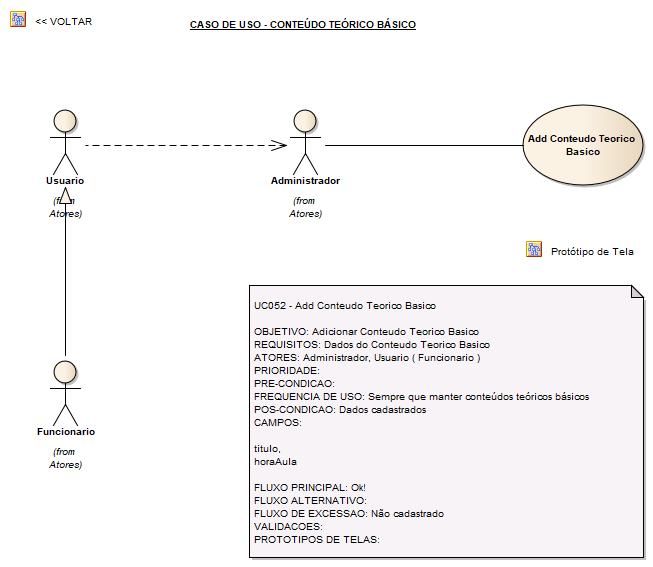 << VOLTAR
CASO DE USO - CONTEÚDO TEÓRICO BÁSICO
Usuario
(from
Atores)
Administrador
(from
Atores)
Add Conteudo Teorico
Basico
Protótipo de Tela
Funcionario
(from
Atores)
UC052 - Add Conteudo Teorico Basico
OBJETIVO: Adicionar Conteudo Teorico Basico
REQUISITOS: Dados do Conteudo Teorico Basico
ATORES: Administrador, Usuario ( Funcionario )
PRIORIDADE:
PRE-CONDICAO:
FREQUENCIA DE USO: Sempre que manter conteúdos teóricos básicos
POS-CONDICAO: Dados cadastrados
CAMPOS:
titulo,
horaAula
FLUXO PRINCIPAL: Ok!
FLUXO ALTERNATIVO:
FLUXO DE EXCESSAO: Não cadastrado
VALIDACOES:
PROTOTIPOS DE TELAS: